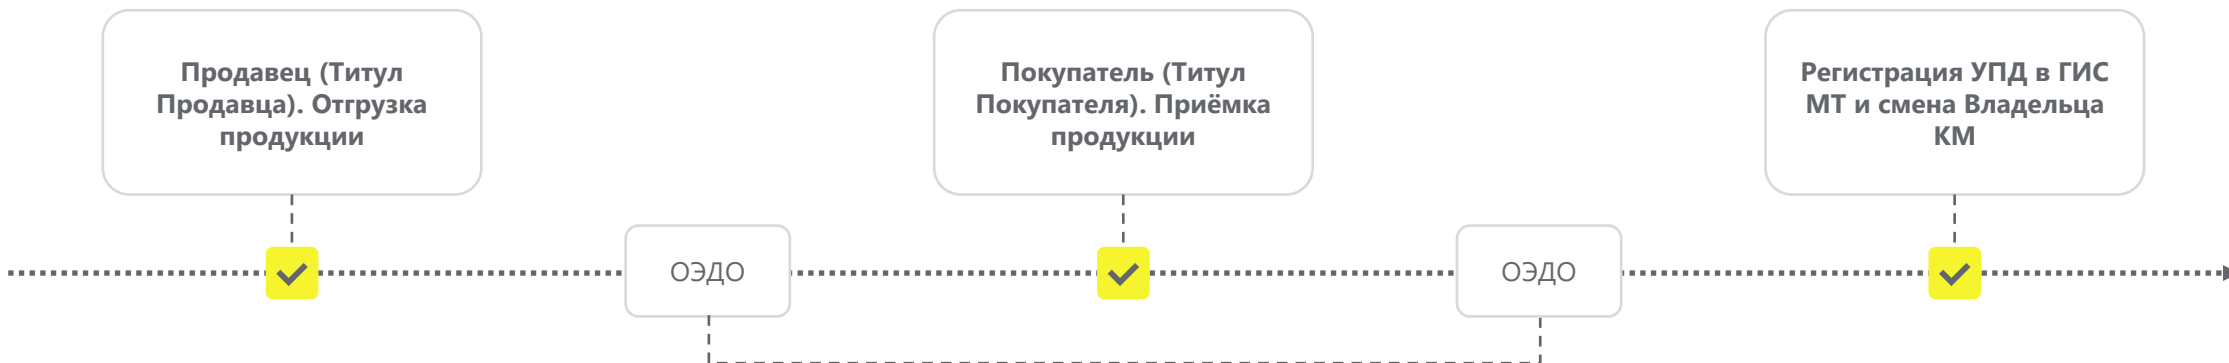 Продавец (Титул
Продавца). Отгрузка
продукции
ОЭДО
Покупатель (Титул
Покупателя). Приёмка
продукции
ОЭДО
Регистрация УПД в ГИС
МТ и смена Владельца
КМ